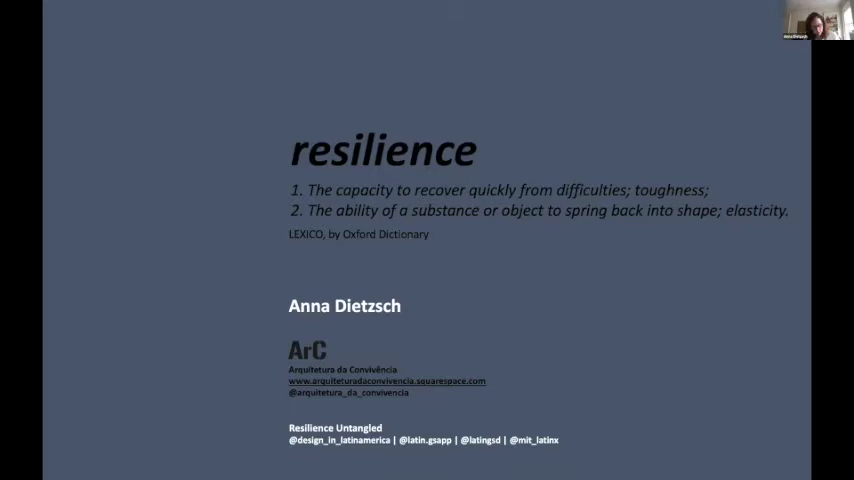 Anna Dietzsch
resilience
1. The capacity to recover quickly from difficulties; toughness;
2. The ability of a substance or object to spring back into shape; elasticity.
LEXICO, by Oxford Dictionary
Anna Dietzsch
ArC
Arquitetura da Convivência
www.arquiteturadaconvivencia.squarespace.com
@arquitetura_da_convivencia
Resilience Untangled
@design_in_latinamerica | @latin.gsapp | @latingsd | @mit_latinx